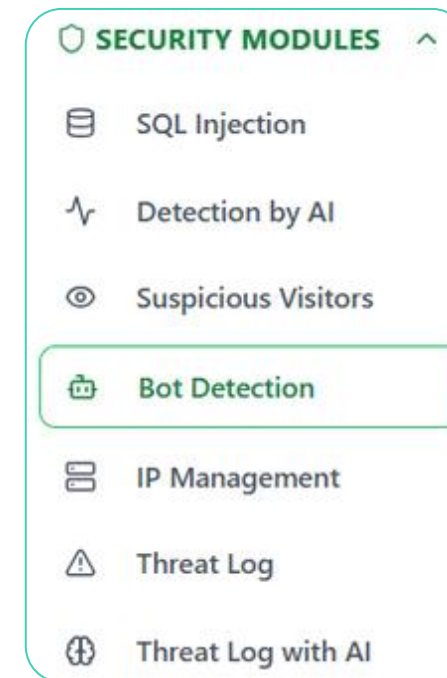 SECURITY MODULES
SQL Injection
Detection by AI
Suspicious Visitors
Bot Detection
IP Management
Threat Log
Threat Log with AI